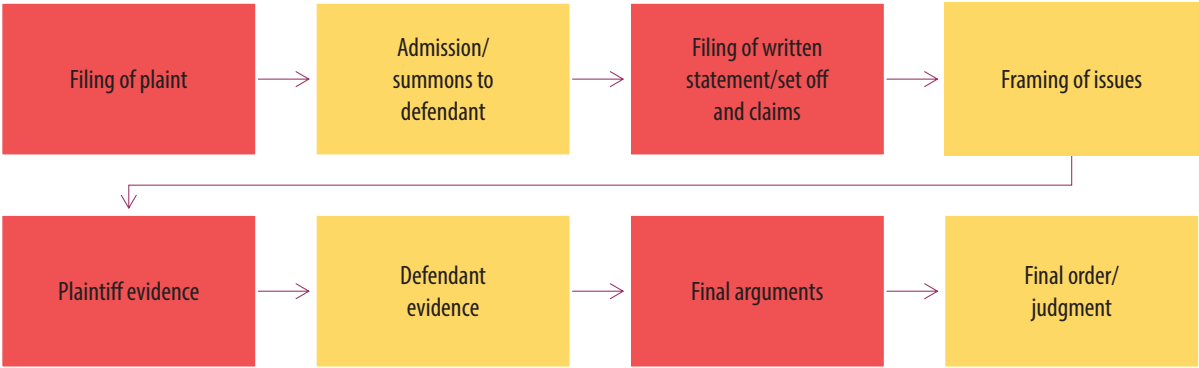 Filing of plaint
Admission/
summons to
defendant
Filing of written
statement/set off
and claims
Framing of issues
Plaintiff evidence
Defendant
evidence
Final arguments
Final order/
judgment